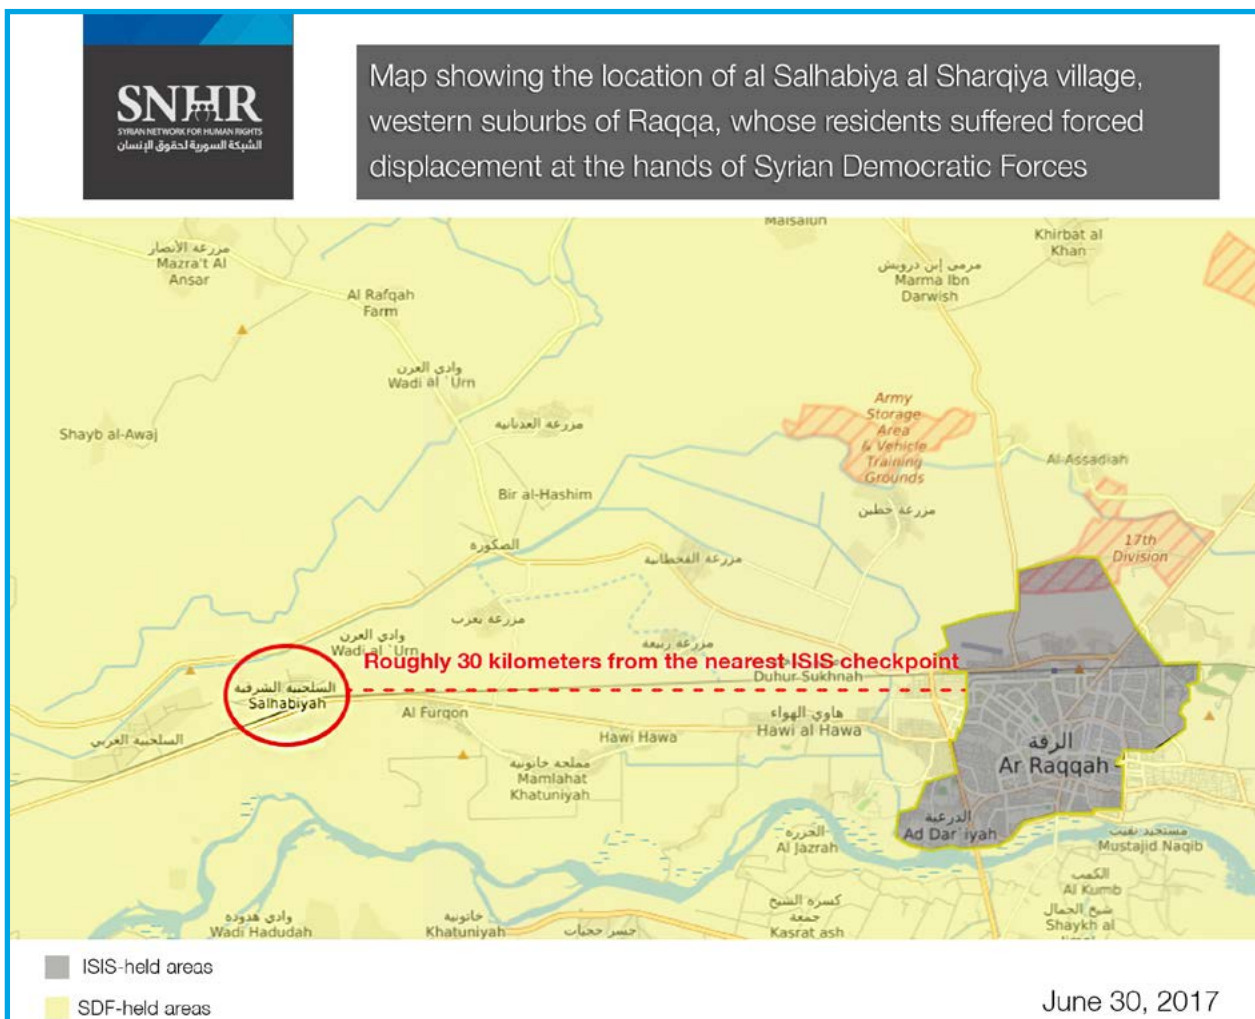 SNHR
SYRIAN NETWORK FOR HUMAN RIGHTS
الشبكة السورية لحقوق الإنسان
Map showing the location of al Salhabiya al Sharqiya village,
western suburbs of Raqqa, whose residents suffered forced
displacement at the hands of Syrian Democratic Forces
Maisalun
Khirbat al
Khan
مزرعة الأنصار
Mazra't Al
Ansar
مرمى إبن درويش
Marma Ibn
Darwish
Al Rafqah
Farm
وادي العرن
Wadi al `Urn
Army
Storage
Area
& Vehicle
Training
Grounds
مزرعة العدنانية
Shayb al-Awaj
Al Assadiah
Bir al-Hashim
مزرعة حطين
17th
Division
الصكورة
مزرعة القحطانية
مزرعة يعرب
وادي العرن
Wadi al `Urn
مزرعة ربيعة
Roughly 30 kilometers from the nearest ISIS checkpoint
Duhur Sukhnah
السلحبية الشرقية
Salhabiyah
Al Furqon
هاوي الهواء
Hawi al Hawa
Hawi Hawa
السلحبية الغربي
الرقة
Ar Raqqah
مملحة خاتونية
Mamlahat
Khatuniyah
الدرعية
Ad Dar`iyah
الجزره
Al Jazrah
مستجيد نقيب
Mustajid Naqib
الكمب
Al Kumb
كسره الشيخ
جمعة
Kasrat ash
شيخ الجمال
Shaykh al
وادي هدوده
Wadi Hadudah
خاتونية
Khatuniyah
ISIS-held areas
SDF-held areas
June 30, 2017